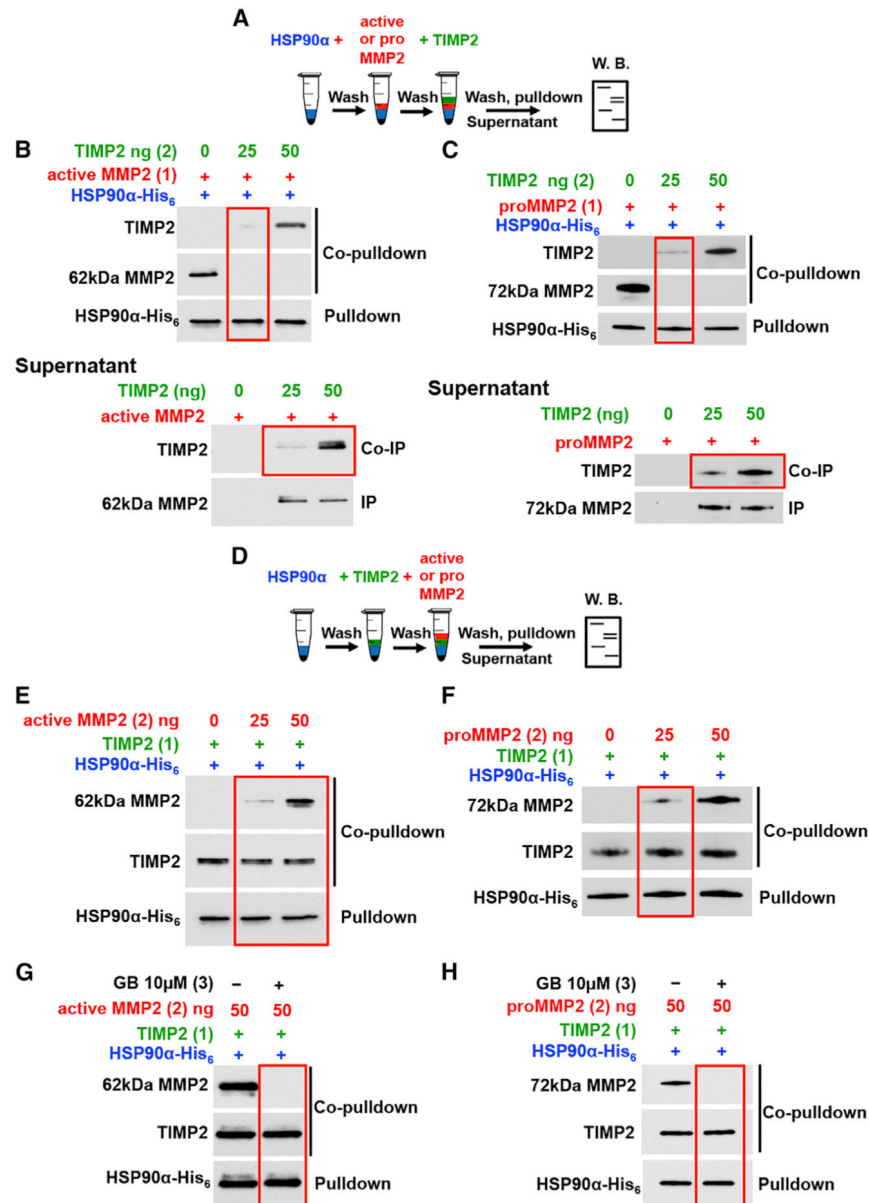 A
HSP90α + active or pro MMP2 + TIMP2
Wash Wash Wash, pulldown
Supernatant
W. B.
B
TIMP2 ng (2) 0 25 50
active MMP2 (1) + + +
HSP90α-His6 + + +
TIMP2
62kDa MMP2
Co-pulldown
HSP90α-His6 Pulldown
Supernatant
TIMP2 (ng) 0 25 50
active MMP2 + + +
TIMP2 Co-IP
62kDa MMP2 IP
C
TIMP2 ng (2) 0 25 50
proMMP2 (1) + + +
HSP90α-His6 + + +
TIMP2
72kDa MMP2
Co-pulldown
HSP90α-His6 Pulldown
Supernatant
TIMP2 (ng) 0 25 50
proMMP2 + + +
TIMP2 Co-IP
72kDa MMP2 IP
D
HSP90α + TIMP2 + active or pro MMP2
Wash Wash Wash, pulldown
Supernatant
W. B.
E
active MMP2 (2) ng 0 25 50
TIMP2 (1) + + +
HSP90α-His6 + + +
62kDa MMP2
TIMP2
Co-pulldown
HSP90α-His6 Pulldown
F
proMMP2 (2) ng 0 25 50
TIMP2 (1) + + +
HSP90α-His6 + + +
72kDa MMP2
TIMP2
Co-pulldown
HSP90α-His6 Pulldown
G
GB 10µM (3) − +
active MMP2 (2) ng 50 50
TIMP2 (1) + +
HSP90α-His6 + +
62kDa MMP2
TIMP2
Co-pulldown
HSP90α-His6 Pulldown
H
GB 10µM (3) − +
proMMP2 (2) ng 50 50
TIMP2 (1) + +
HSP90α-His6 + +
72kDa MMP2
TIMP2
Co-pulldown
HSP90α-His6 Pulldown